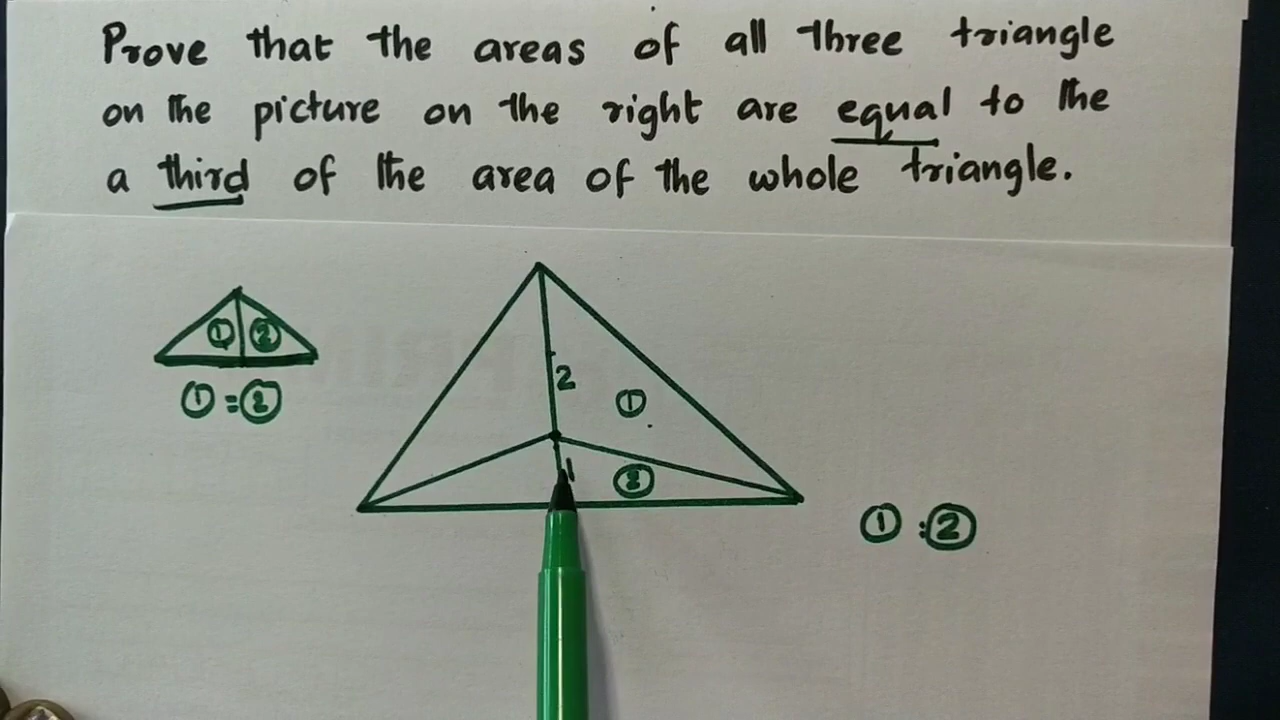 Prove that the areas of all three triangle
on the picture on the right are equal to the
a third of the area of the whole triangle.
① ②
① = ②
2
①
1
②
① : ②